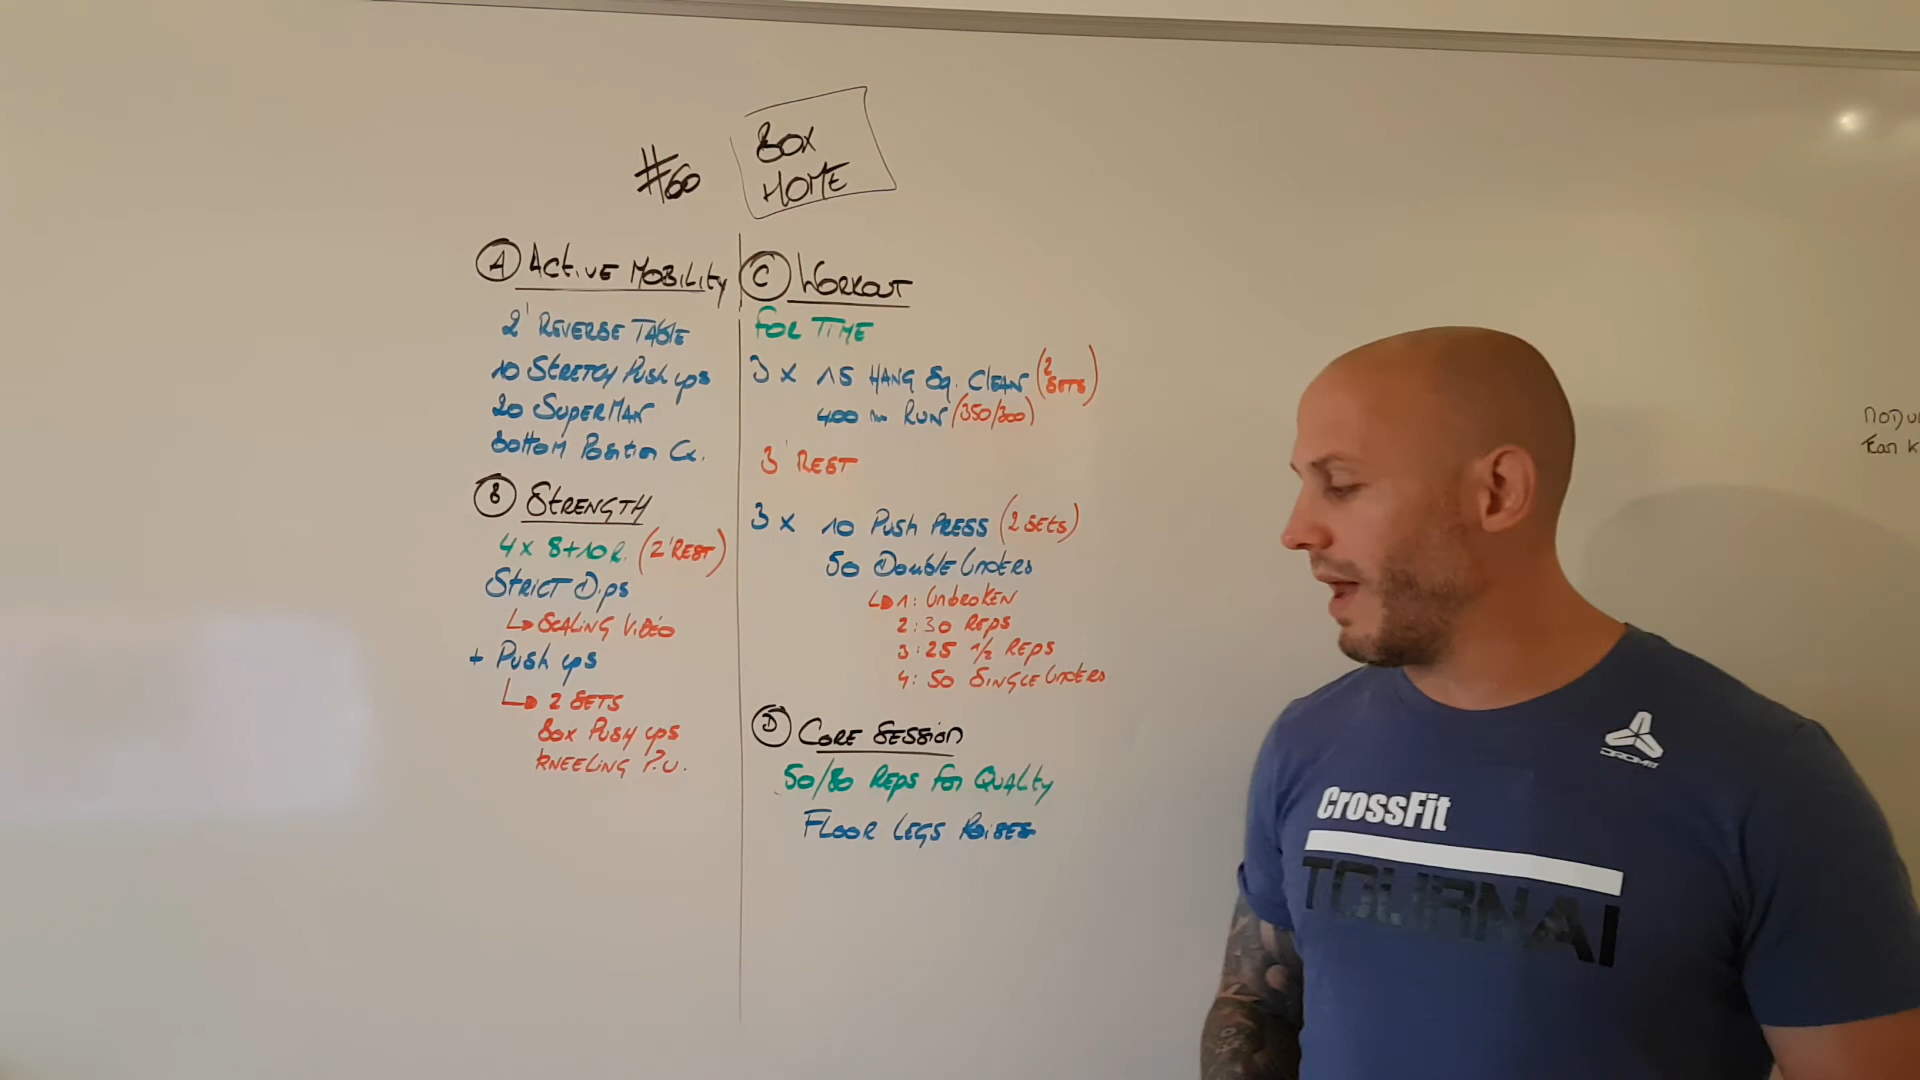 #60
BOX
HOME
A Active Mobility
2' Reverse Table
10 Stretch Push ups
20 Superman
Bottom Position
B Strength
4 x 8+10 R. (2' Rest)
Strict Dips
↳ Scaling Vidéo
+ Push ups
↳ 2 Sets
Box Push ups
Kneeling P.U.
C Workout
For Time
3 x 15 Hang Sq. Clean (2 Sets)
400 m Run (350/300)
3' Rest
3 x 10 Push Press (2 Sets)
50 Double Unders
↳ 1: Unbroken
2: 30 Reps
3: 25 1/2 Reps
4: 50 Single Unders
D Core Session
50/80 Reps for Quality
Floor Legs Raises
CrossFit
TOURNAI